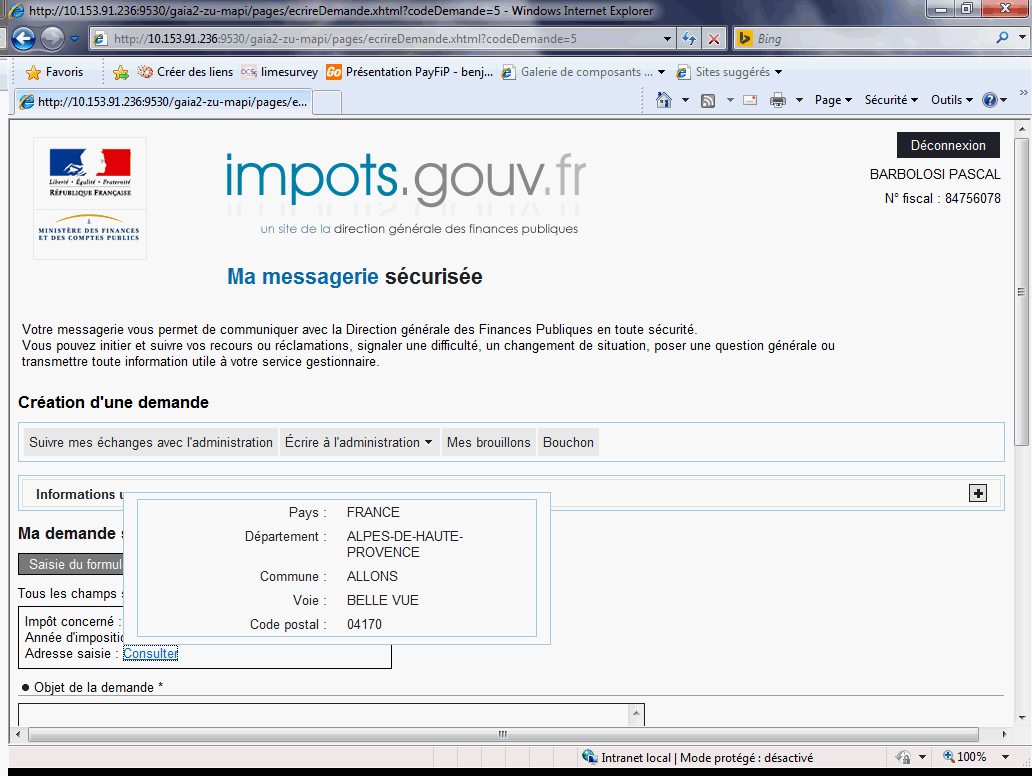 http://10.153.91.236:9530/gaia2-zu-mapi/pages/ecrireDemande.xhtml?codeDemande=5 - Windows Internet Explorer
http://10.153.91.236:9530/gaia2-zu-mapi/pages/ecrireDemande.xhtml?codeDemande=5
Bing
Favoris
Créer des liens
limesurvey
Présentation PayFiP - benj...
Galerie de composants ...
Sites suggérés
http://10.153.91.236:9530/gaia2-zu-mapi/pages/e...
Page
Sécurité
Outils
Liberté • Égalité • Fraternité
RÉPUBLIQUE FRANÇAISE
MINISTÈRE DES FINANCES
ET DES COMPTES PUBLICS
impots.gouv.fr
un site de la direction générale des finances publiques
Déconnexion
BARBOLOSI PASCAL
N° fiscal : 84756078
Ma messagerie sécurisée
Votre messagerie vous permet de communiquer avec la Direction générale des Finances Publiques en toute sécurité.
Vous pouvez initier et suivre vos recours ou réclamations, signaler une difficulté, un changement de situation, poser une question générale ou
transmettre toute information utile à votre service gestionnaire.
Création d'une demande
Suivre mes échanges avec l'administration
Écrire à l'administration
Mes brouillons
Bouchon
Informations u
Pays : FRANCE
Département : ALPES-DE-HAUTE-
PROVENCE
Commune : ALLONS
Voie : BELLE VUE
Code postal : 04170
Ma demande s
Saisie du formul
Tous les champs s
Impôt concerné :
Année d'impositio
Adresse saisie : Consulter
● Objet de la demande *
Intranet local | Mode protégé : désactivé
100%